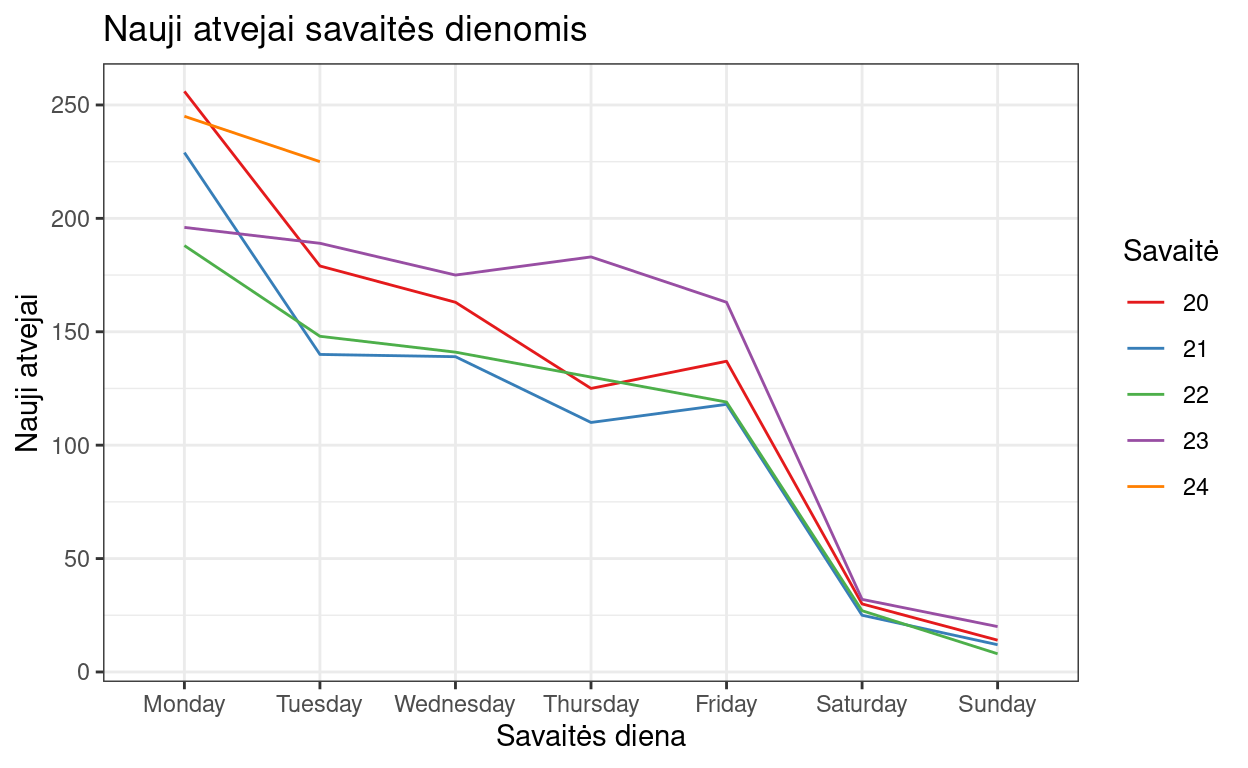 Nauji atvejai savaitės dienomis
Nauji atvejai
250
200
150
100
50
0
Monday Tuesday Wednesday Thursday Friday Saturday Sunday
Savaitės diena
Savaitė
20
21
22
23
24